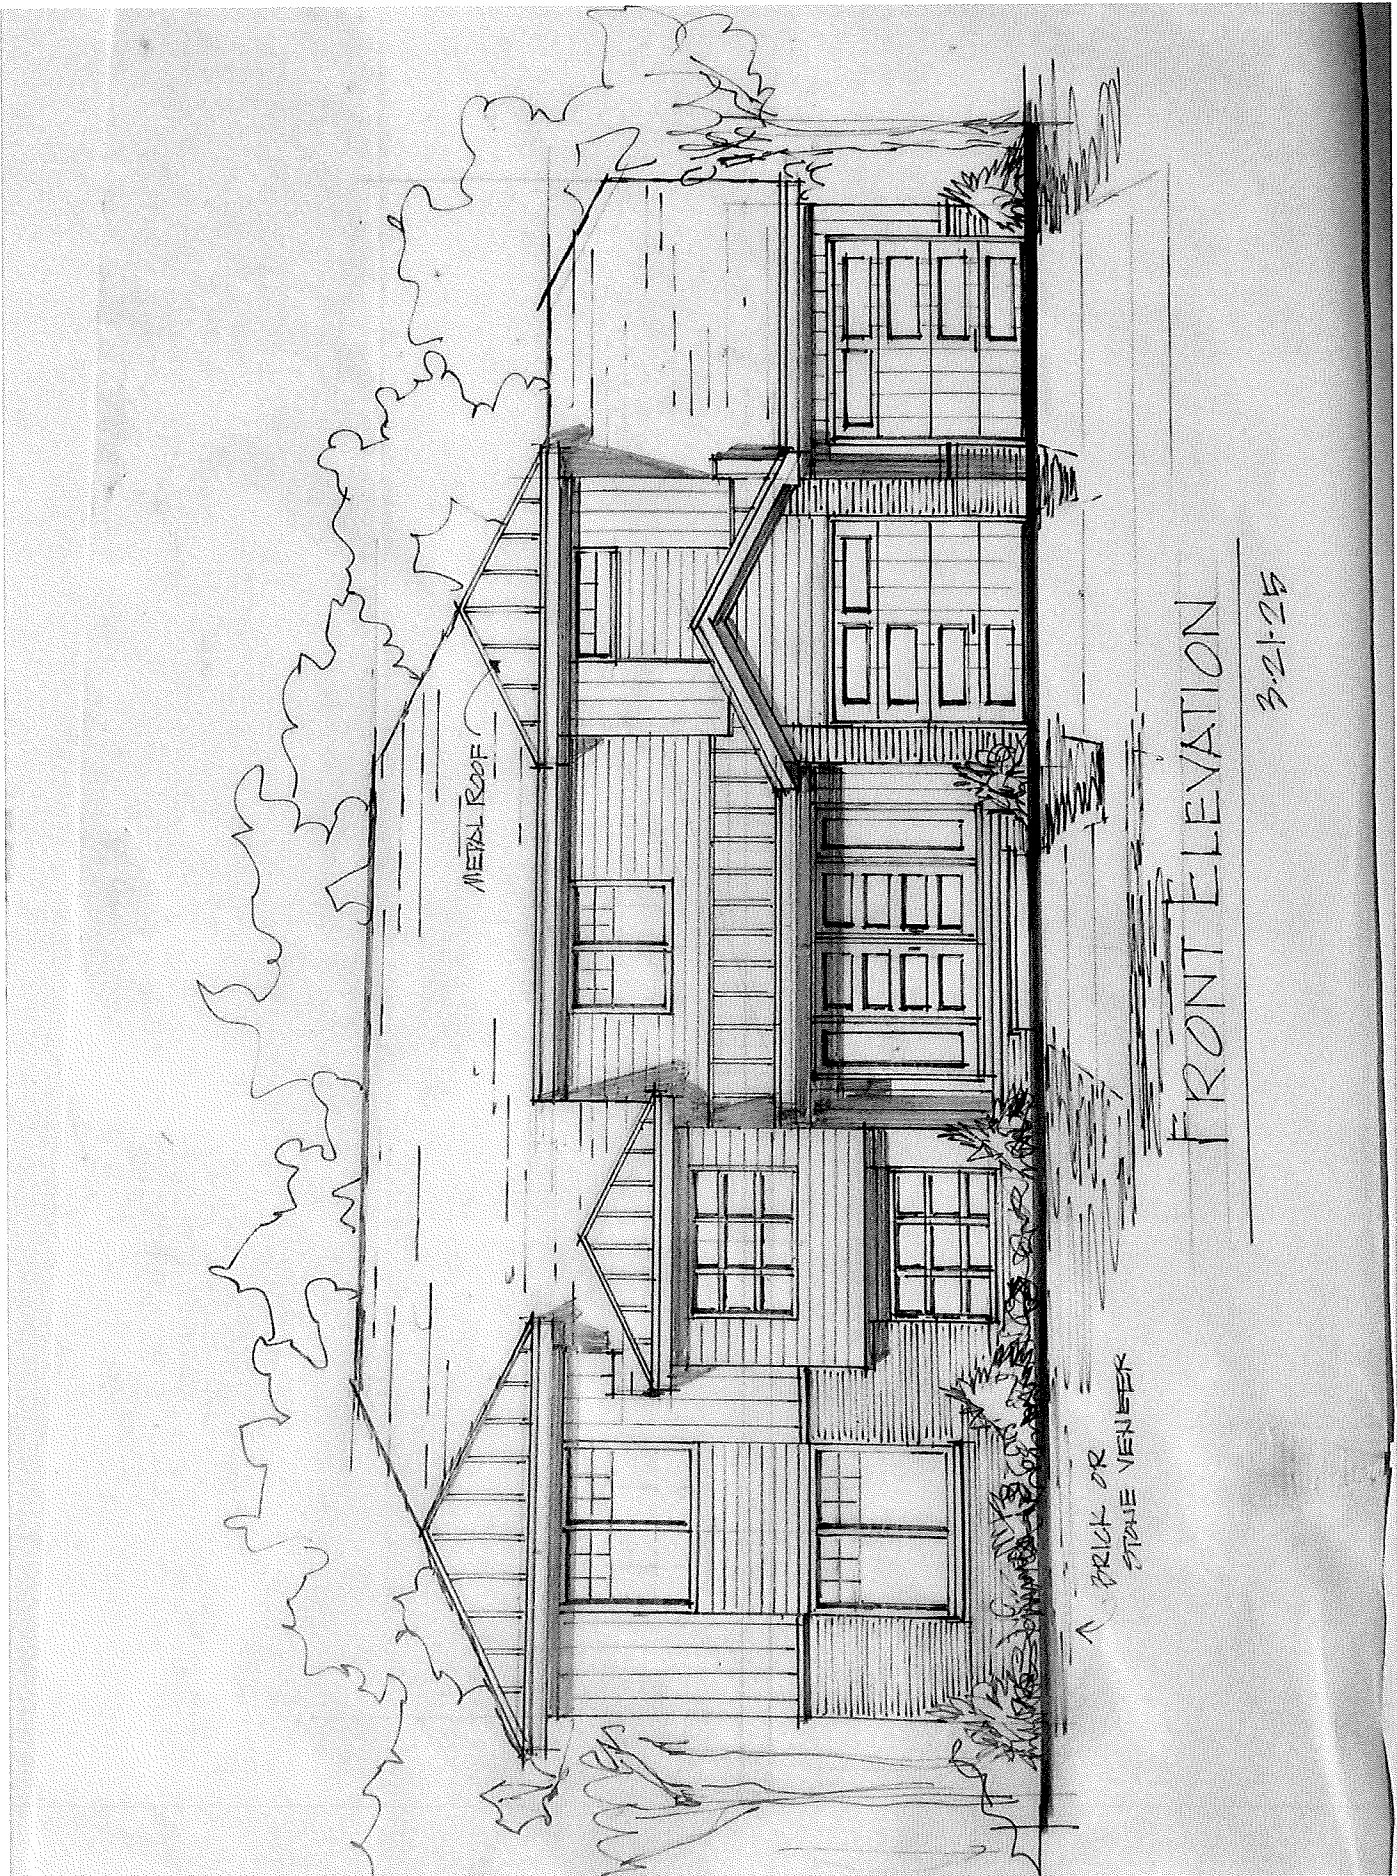 METAL ROOF
BRICK OR
STONE VENEER
FRONT ELEVATION
3·21·25